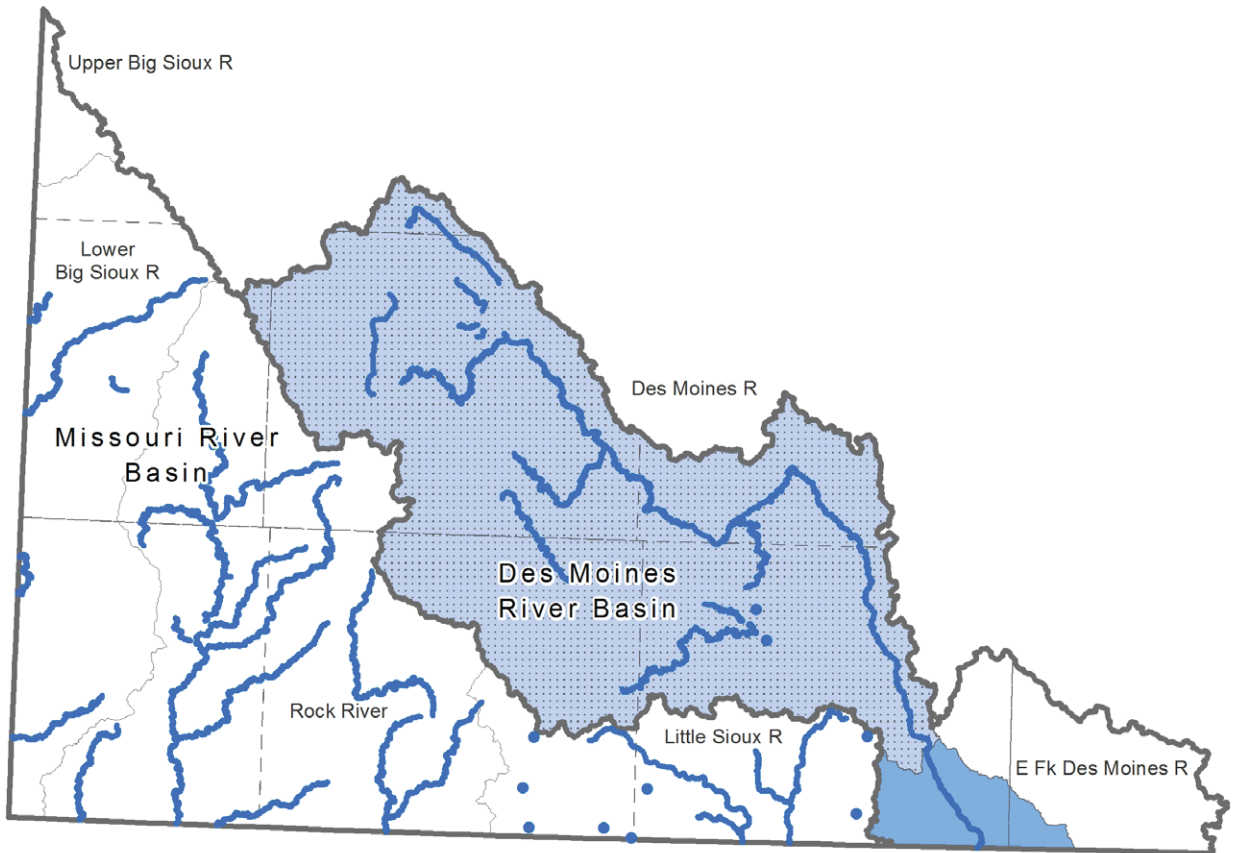 Upper Big Sioux R
Lower
Big Sioux R
Des Moines R
Missouri River
Basin
Des Moines
River Basin
Rock River
Little Sioux R
E Fk Des Moines R